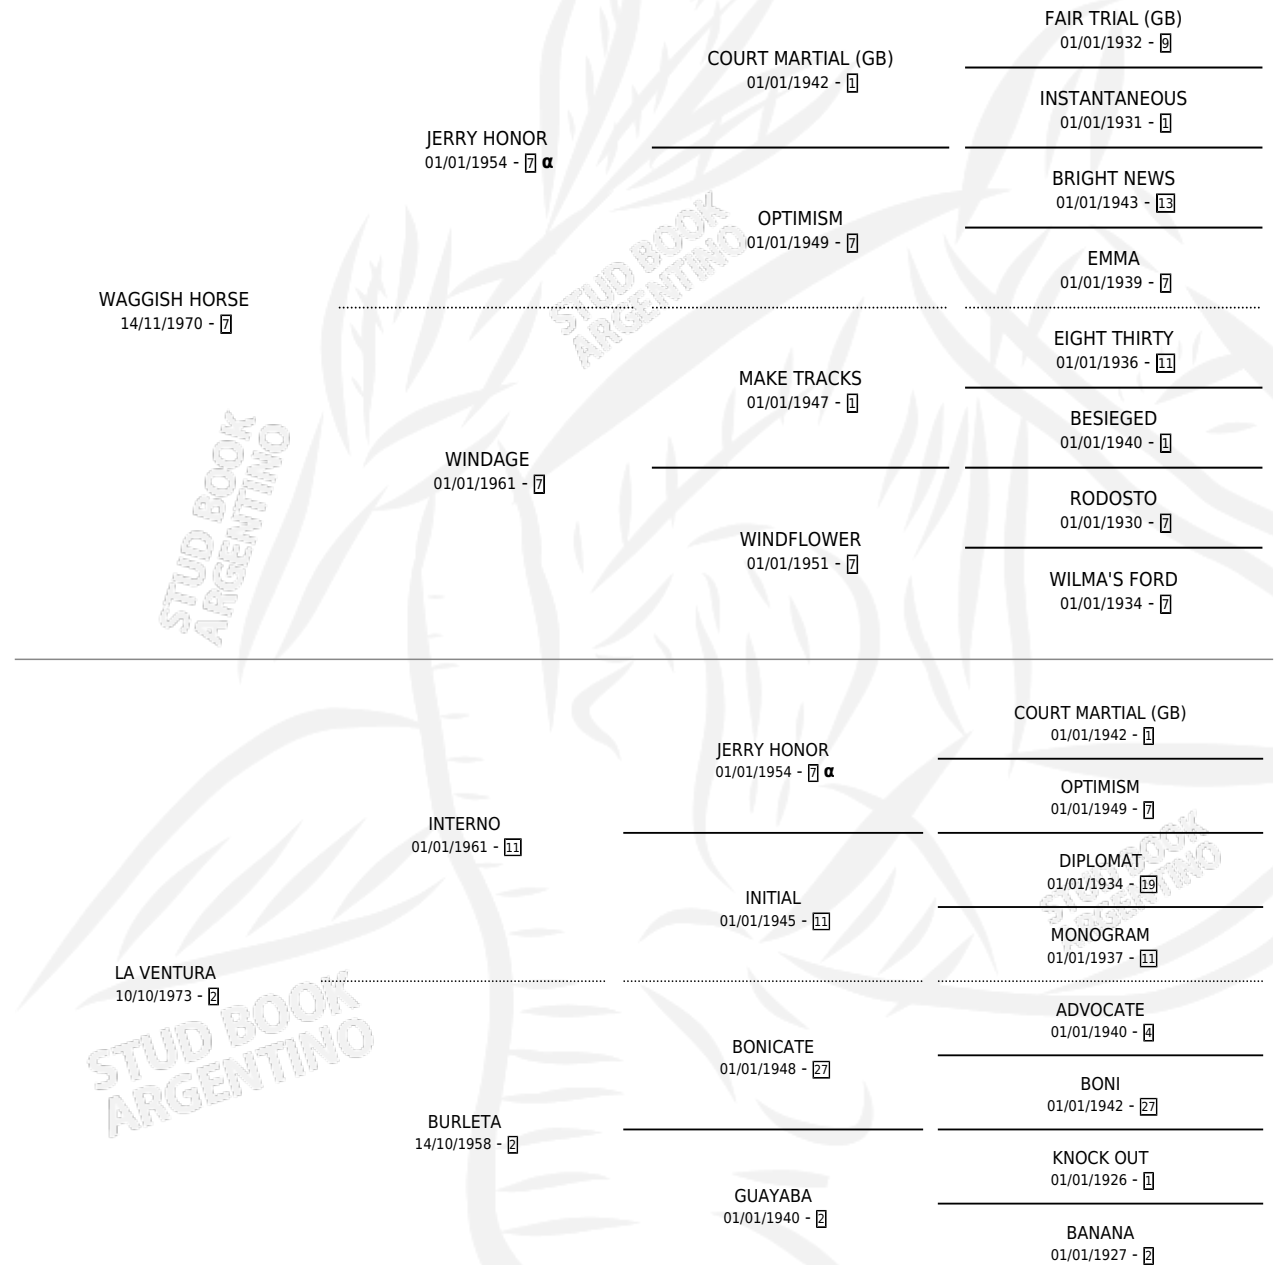 FAIR TRIAL (GB)
01/01/1932 - 9
COURT MARTIAL (GB)
01/01/1942 - 1
INSTANTANEOUS
01/01/1931 - 1
JERRY HONOR
01/01/1954 - 7 α
BRIGHT NEWS
01/01/1943 - 13
OPTIMISM
01/01/1949 - 7
EMMA
01/01/1939 - 7
WAGGISH HORSE
14/11/1970 - 7
EIGHT THIRTY
01/01/1936 - 11
MAKE TRACKS
01/01/1947 - 1
BESIEGED
01/01/1940 - 1
WINDAGE
01/01/1961 - 7
RODOSTO
01/01/1930 - 7
WINDFLOWER
01/01/1951 - 7
WILMA'S FORD
01/01/1934 - 7
COURT MARTIAL (GB)
01/01/1942 - 1
JERRY HONOR
01/01/1954 - 7 α
OPTIMISM
01/01/1949 - 7
INTERNO
01/01/1961 - 11
DIPLOMAT
01/01/1934 - 19
INITIAL
01/01/1945 - 11
MONOGRAM
01/01/1937 - 11
LA VENTURA
10/10/1973 - 2
ADVOCATE
01/01/1940 - 4
BONICATE
01/01/1948 - 27
BONI
01/01/1942 - 27
BURLETA
14/10/1958 - 2
KNOCK OUT
01/01/1926 - 1
GUAYABA
01/01/1940 - 2
BANANA
01/01/1927 - 2
STUD BOOK
ARGENTINO
STUD BOOK
ARGENTINO
STUD BOOK
ARGENTINO
STUD BOOK
ARGENTINO